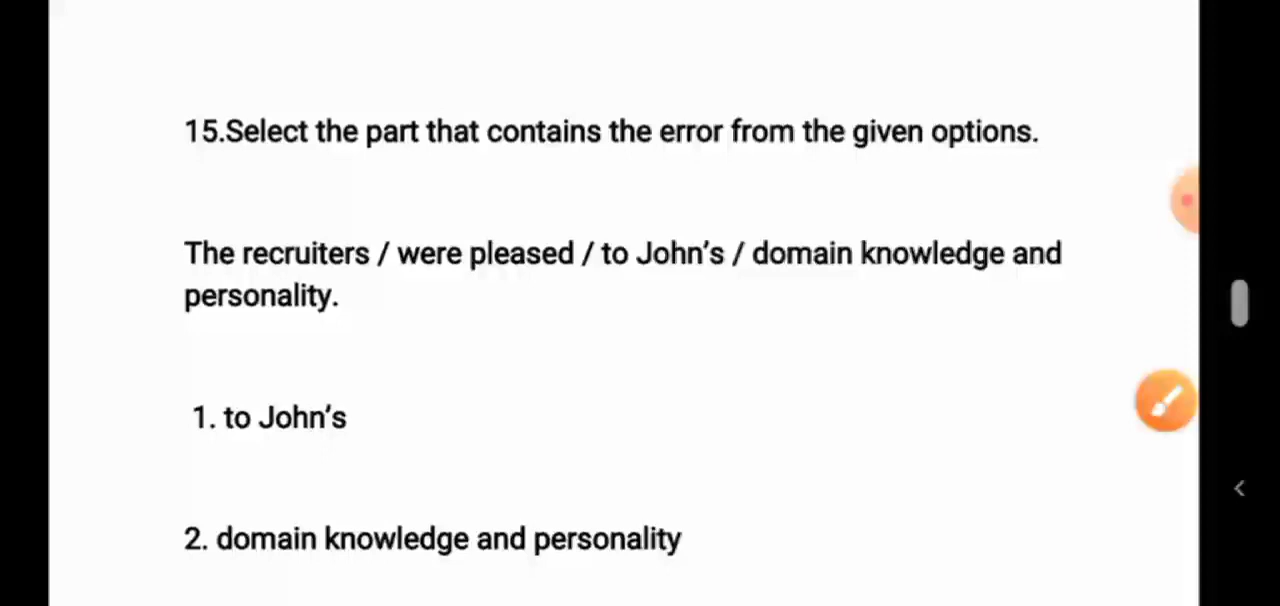 15.Select the part that contains the error from the given options.
The recruiters / were pleased / to John's / domain knowledge and
personality.
1. to John's
2. domain knowledge and personality